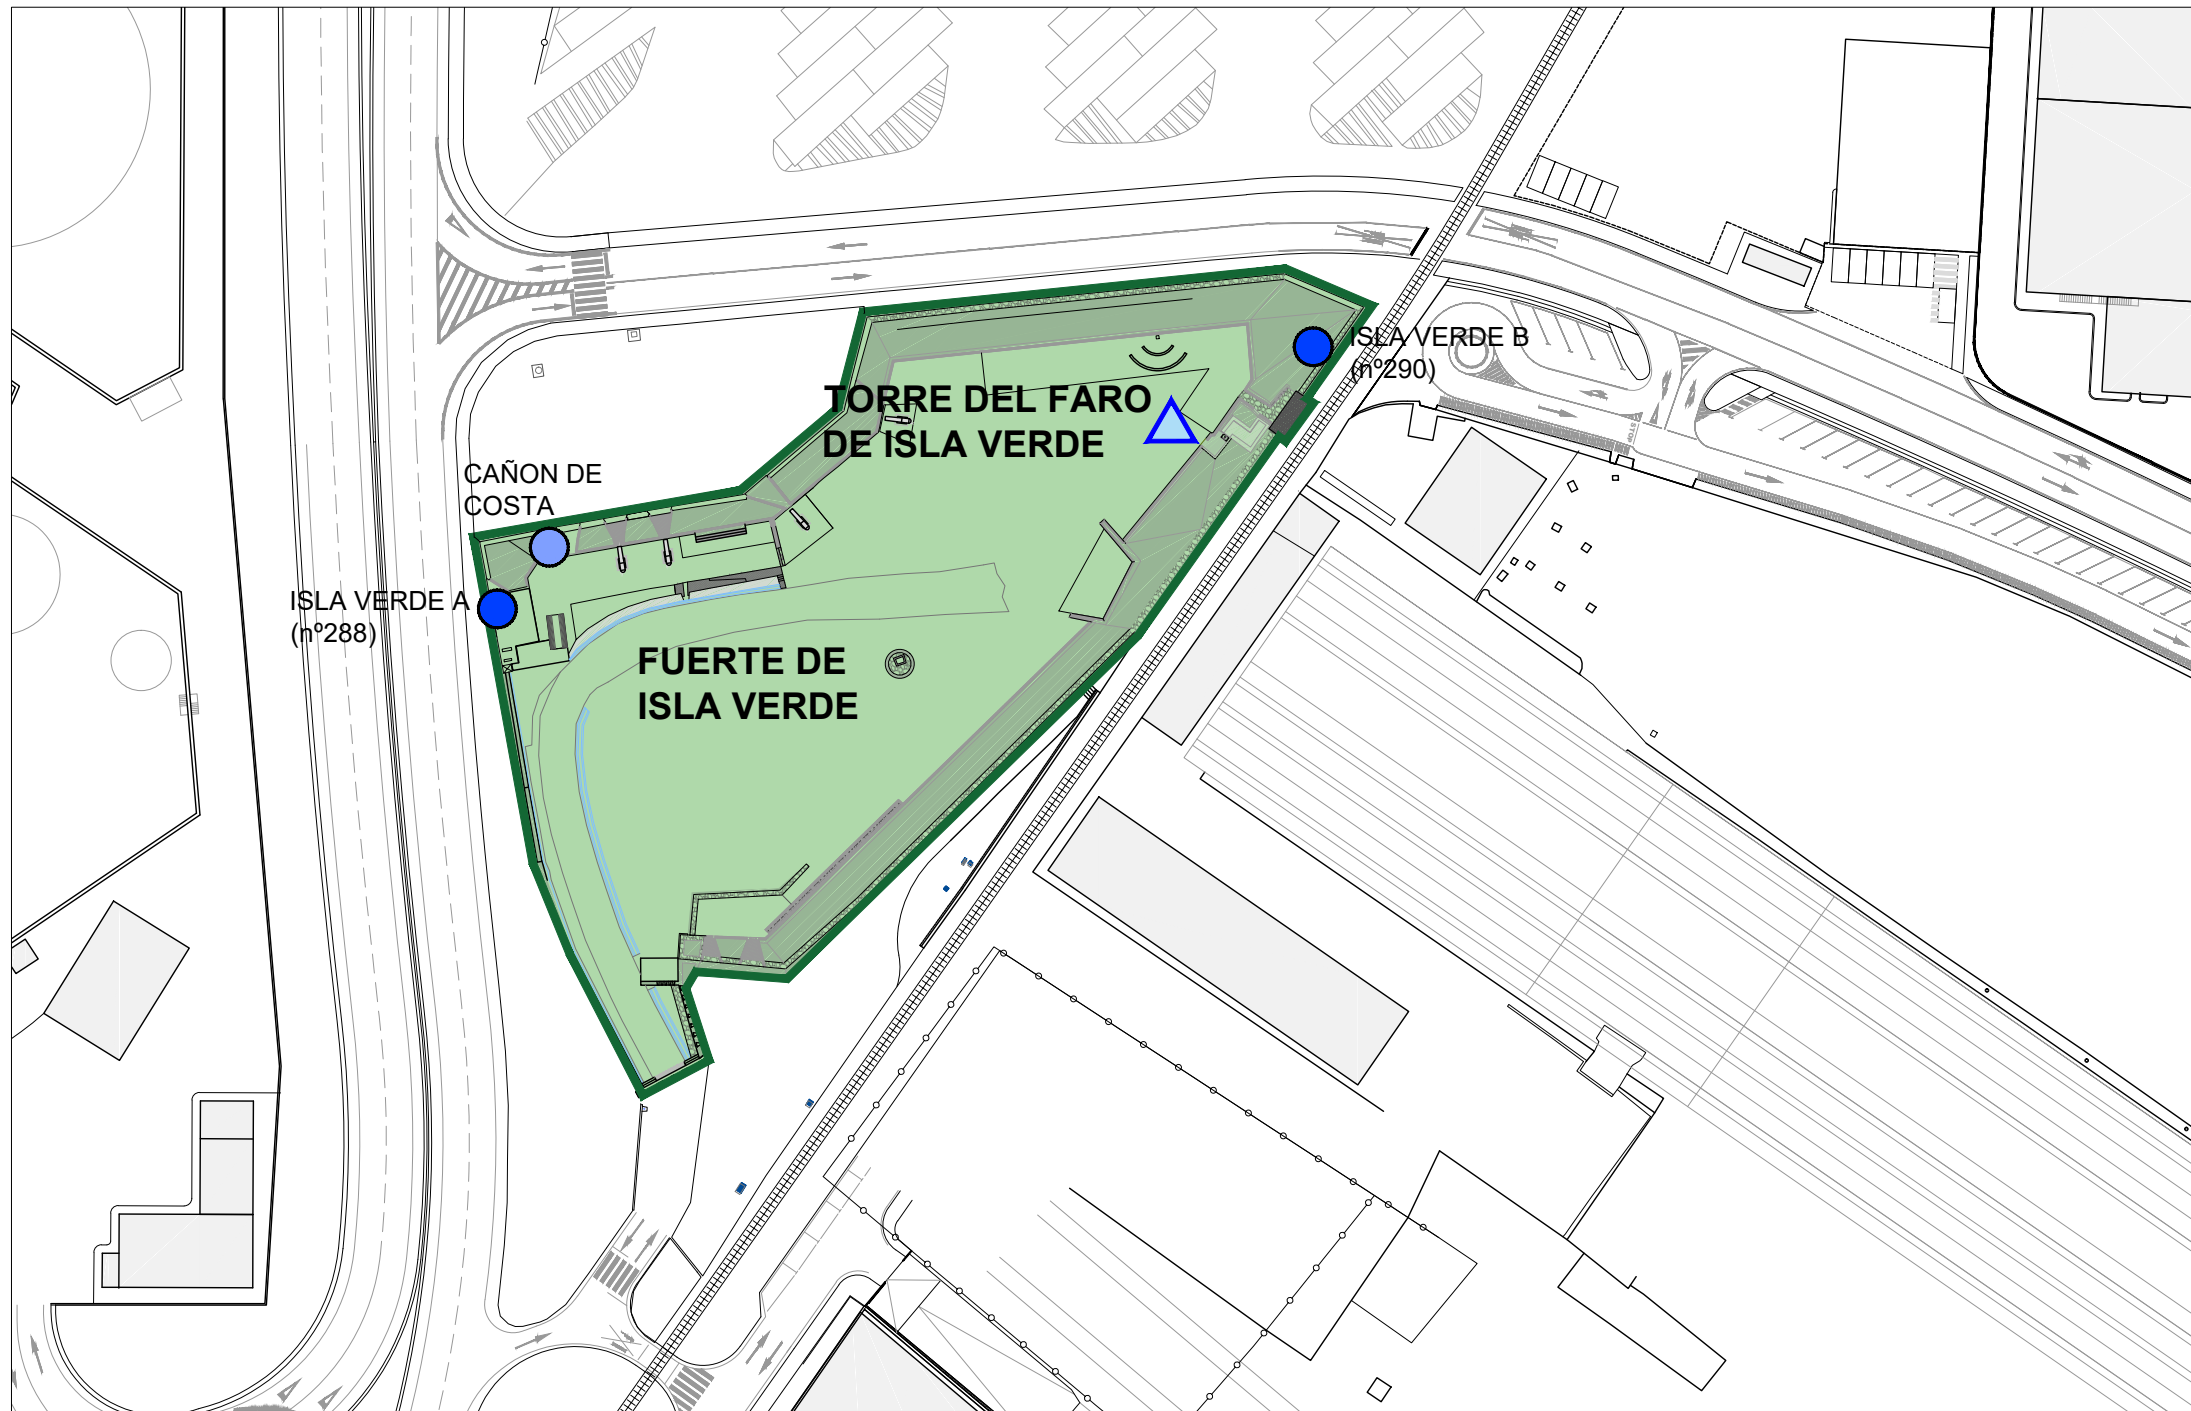 ISLA VERDE B
(nº290)
TORRE DEL FARO
DE ISLA VERDE
CAÑON DE
COSTA
ISLA VERDE A
(nº288)
FUERTE DE
ISLA VERDE
STOP